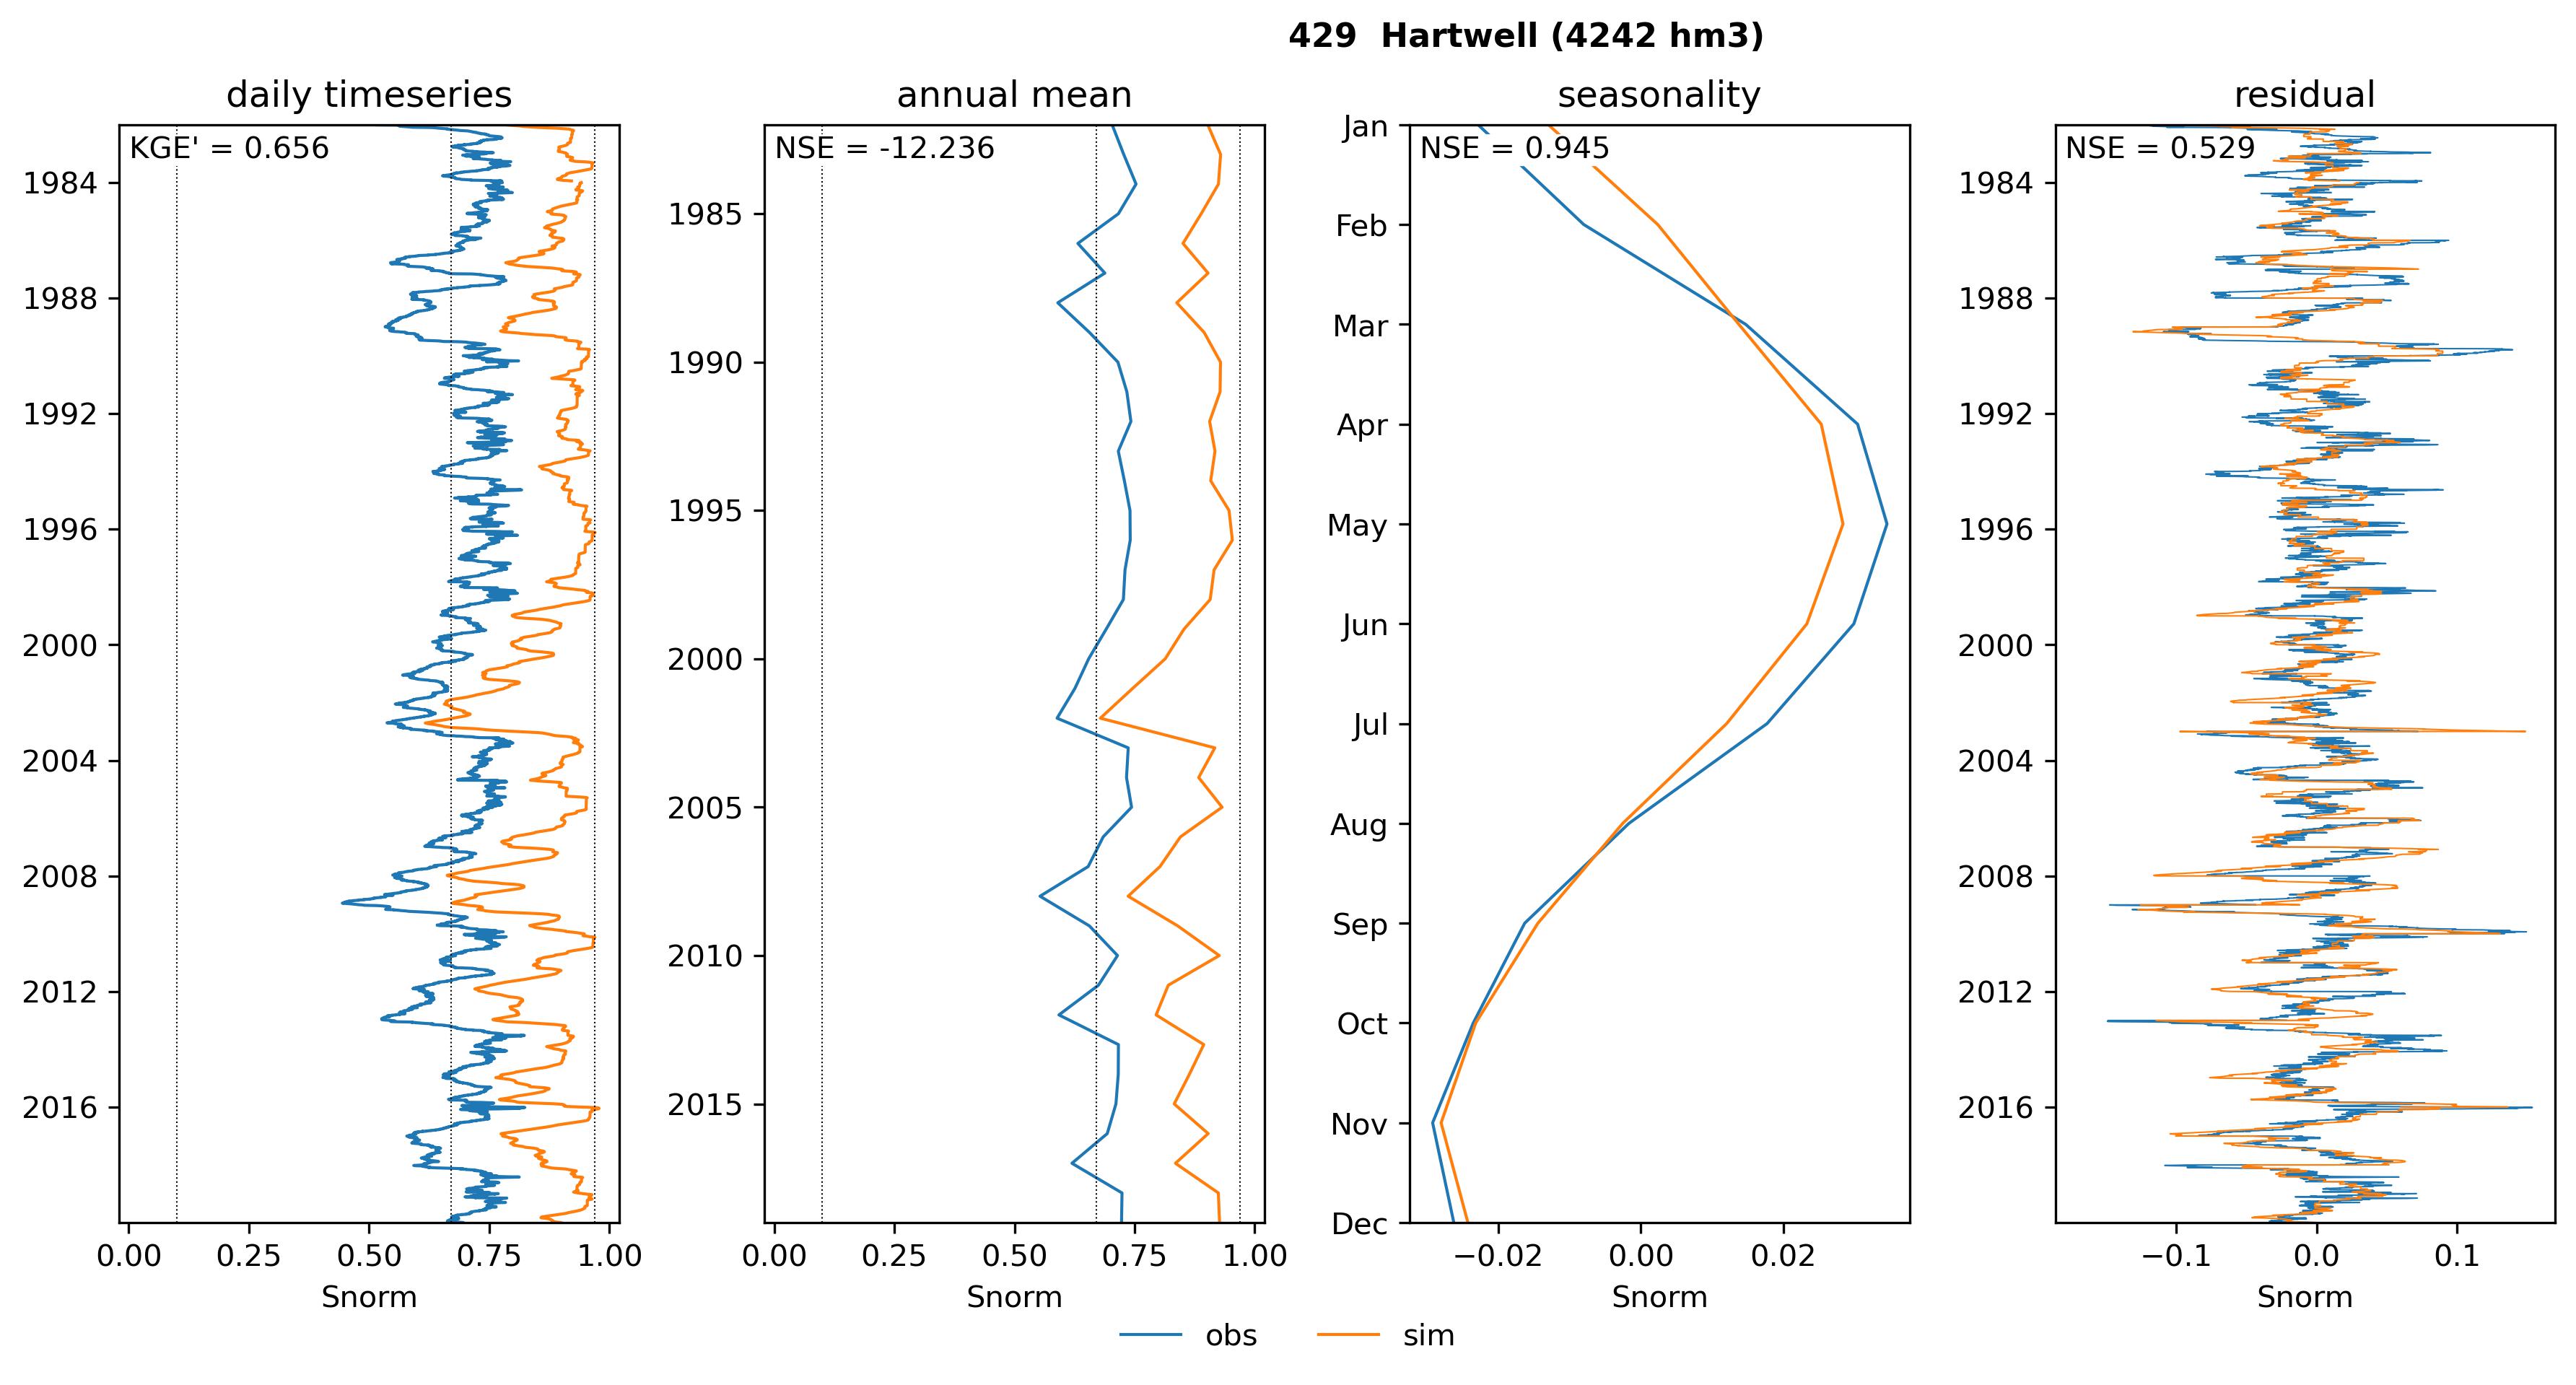 429  Hartwell (4242 hm3)
daily timeseries
KGE' = 0.656
1984
1988
1992
1996
2000
2004
2008
2012
2016
0.00 0.25 0.50 0.75 1.00
Snorm
annual mean
NSE = -12.236
1985
1990
1995
2000
2005
2010
2015
0.00 0.25 0.50 0.75 1.00
Snorm
seasonality
NSE = 0.945
Jan
Feb
Mar
Apr
May
Jun
Jul
Aug
Sep
Oct
Nov
Dec
−0.02 0.00 0.02
Snorm
residual
NSE = 0.529
1984
1988
1992
1996
2000
2004
2008
2012
2016
−0.1 0.0 0.1
Snorm
obs sim